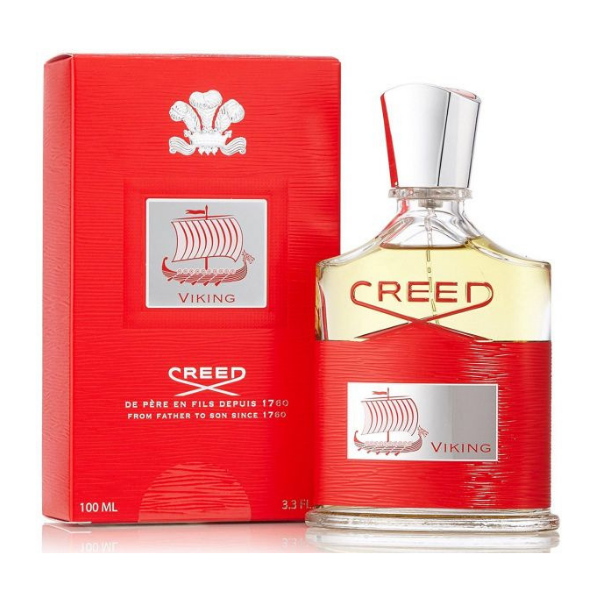 VIKING
CREED
DE PÈRE EN FILS DEPUIS 1760
FROM FATHER TO SON SINCE 1760
100 ML
3.3 FL
CREED
VIKING